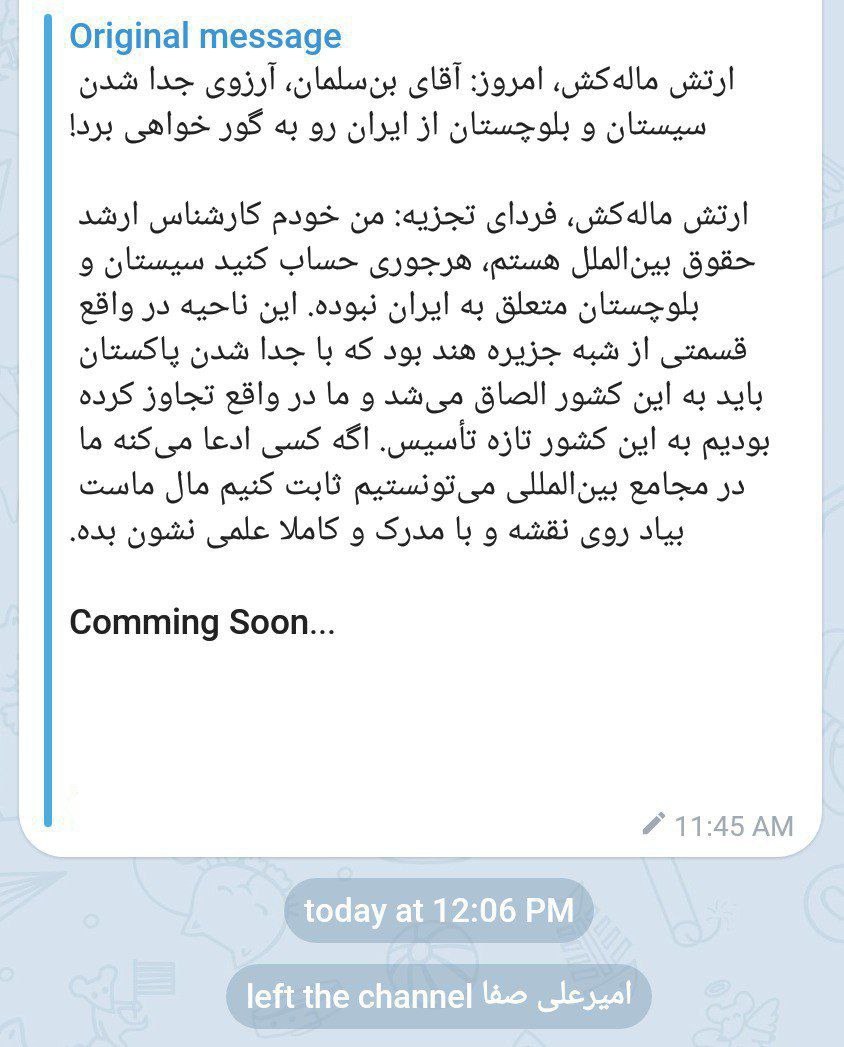 Original message
ارتش ماله‌کش، امروز: آقای بن‌سلمان، آرزوی جدا شدن
سیستان و بلوچستان از ایران رو به گور خواهی برد!
ارتش ماله‌کش، فردای تجزیه: من خودم کارشناس ارشد
حقوق بین‌الملل هستم، هرجوری حساب کنید سیستان و
بلوچستان متعلق به ایران نبوده. این ناحیه در واقع
قسمتی از شبه جزیره هند بود که با جدا شدن پاکستان
باید به این کشور الصاق می‌شد و ما در واقع تجاوز کرده
بودیم به این کشور تازه تأسیس. اگه کسی ادعا می‌کنه ما
در مجامع بین‌المللی می‌تونستیم ثابت کنیم مال ماست
بیاد روی نقشه و با مدرک و کاملا علمی نشون بده.
Comming Soon...
11:45 AM
today at 12:06 PM
امیرعلی صفا left the channel